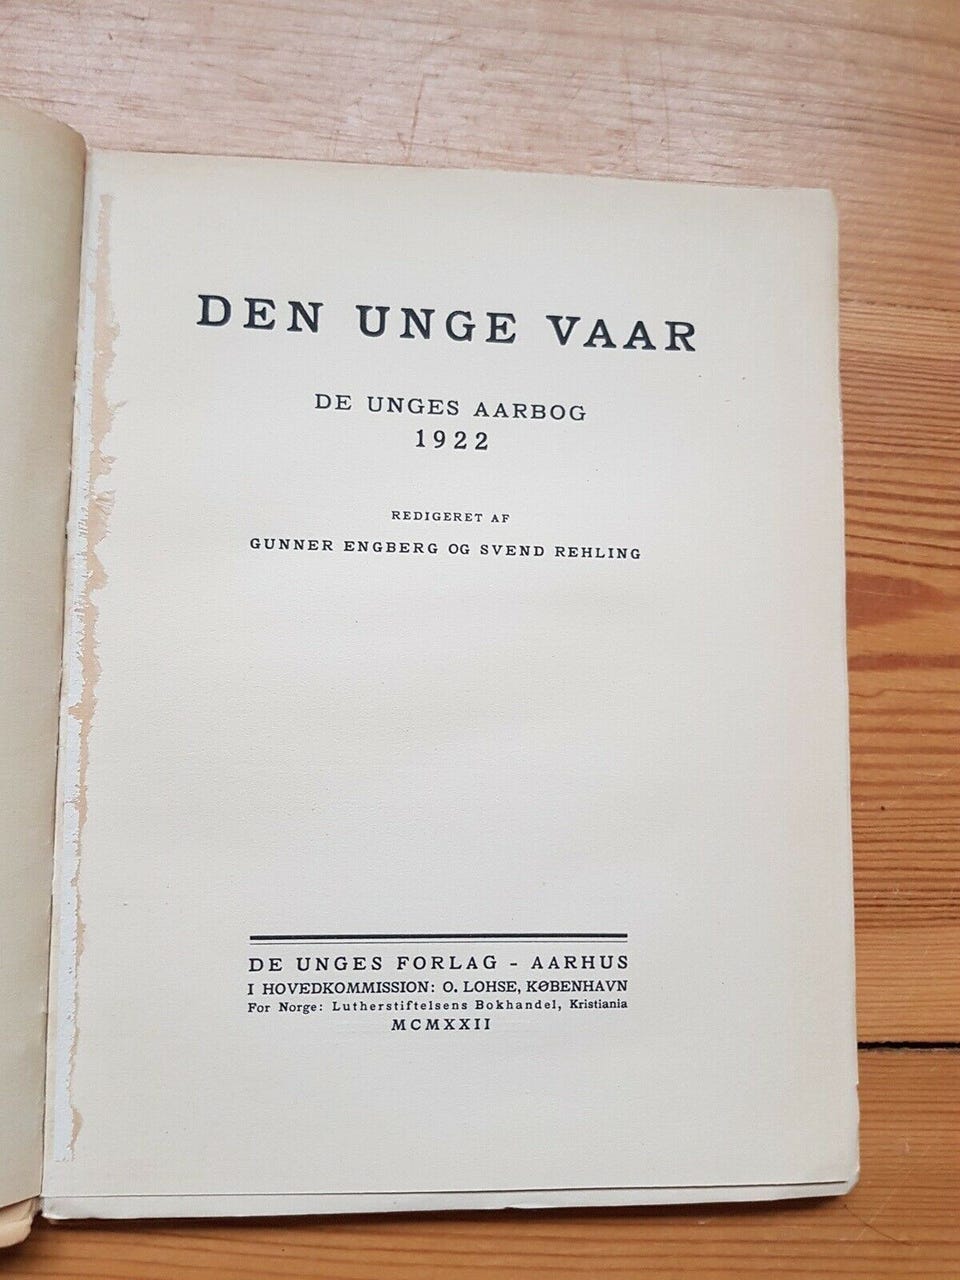 DEN UNGE VAAR
DE UNGES AARBOG
1922
REDIGERET AF
GUNNER ENGBERG OG SVEND REHLING
DE UNGES FORLAG - AARHUS
I HOVEDKOMMISSION: O. LOHSE, KØBENHAVN
For Norge: Lutherstiftelsens Bokhandel, Kristiania
MCMXXII